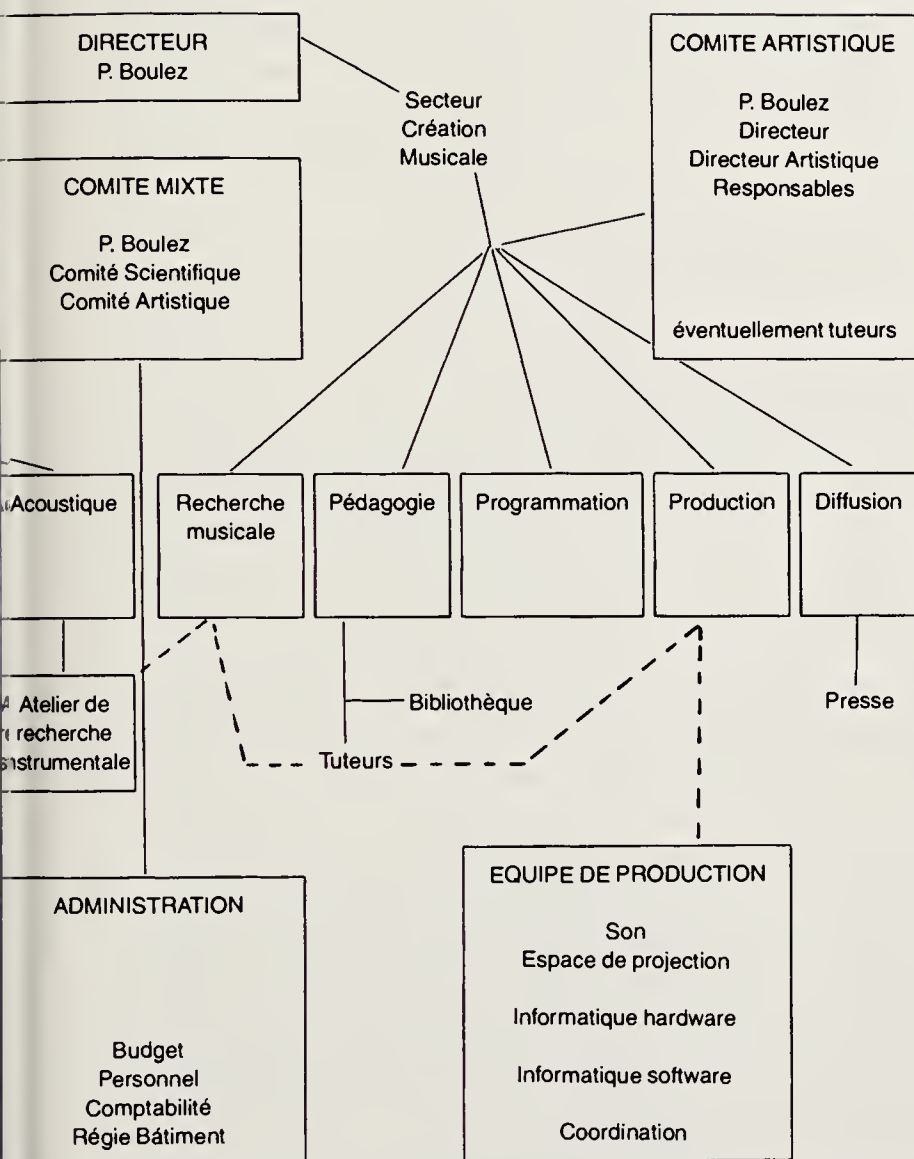 DIRECTEUR
P. Boulez
Secteur
Création
Musicale
COMITE ARTISTIQUE
P. Boulez
Directeur
Directeur Artistique
Responsables
éventuellement tuteurs
COMITE MIXTE
P. Boulez
Comité Scientifique
Comité Artistique
Acoustique
Recherche
musicale
Pédagogie
Programmation
Production
Diffusion
Atelier de
recherche
instrumentale
Bibliothèque
Tuteurs
Presse
ADMINISTRATION
Budget
Personnel
Comptabilité
Régie Bátiment
EQUIPE DE PRODUCTION
Son
Espace de projection
Informatique hardware
Informatique software
Coordination